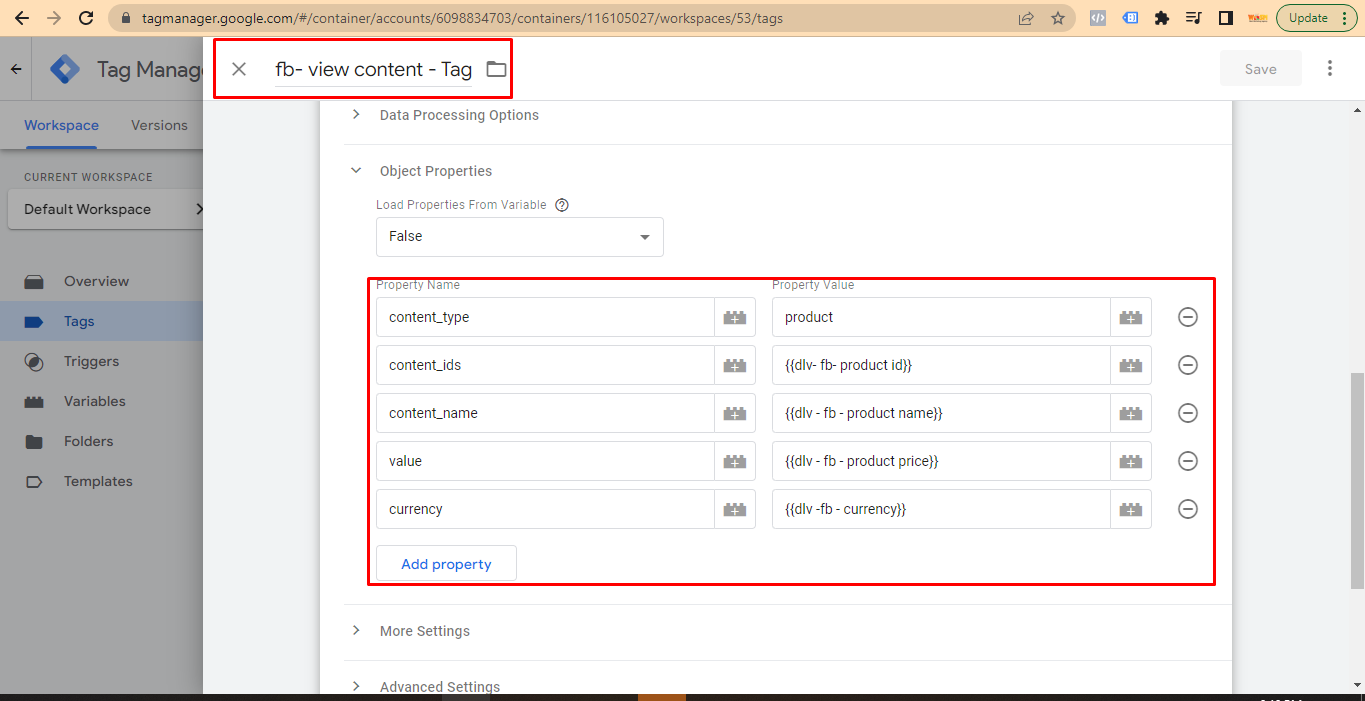 tagmanager.google.com/#/container/accounts/6098834703/containers/116105027/workspaces/53/tags
Update
Tag Manag
fb- view content - Tag
Save
Workspace
Versions
CURRENT WORKSPACE
Default Workspace
Overview
Tags
Triggers
Variables
Folders
Templates
Data Processing Options
Object Properties
Load Properties From Variable
False
Property Name Property Value
content_type product
content_ids {{dlv- fb- product id}}
content_name {{dlv - fb - product name}}
value {{dlv - fb - product price}}
currency {{dlv -fb - currency}}
Add property
More Settings
Advanced Settings